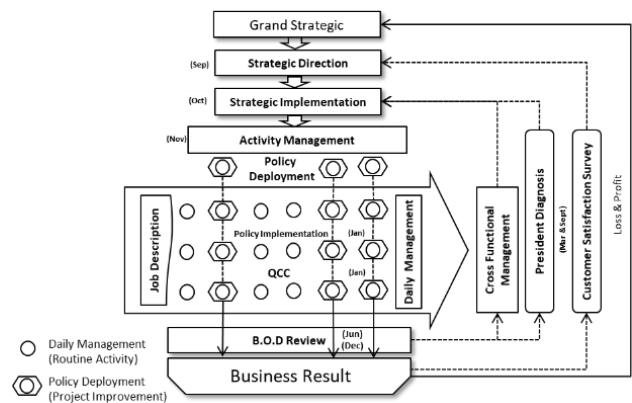 Grand Strategic
(Sep)
Strategic Direction
(Oct)
Strategic Implementation
(Nov)
Activity Management
Policy
Deployment
Job Description
Policy Implementation
(Jan)
QCC
(Jan)
Daily Management
Cross Functional
Management
President Diagnosis
(Mar & Sept)
Customer Satisfaction Survey
Loss & Profit
B.O.D Review
(Jun)
(Dec)
Business Result
Daily Management
(Routine Activity)
Policy Deployment
(Project Improvement)